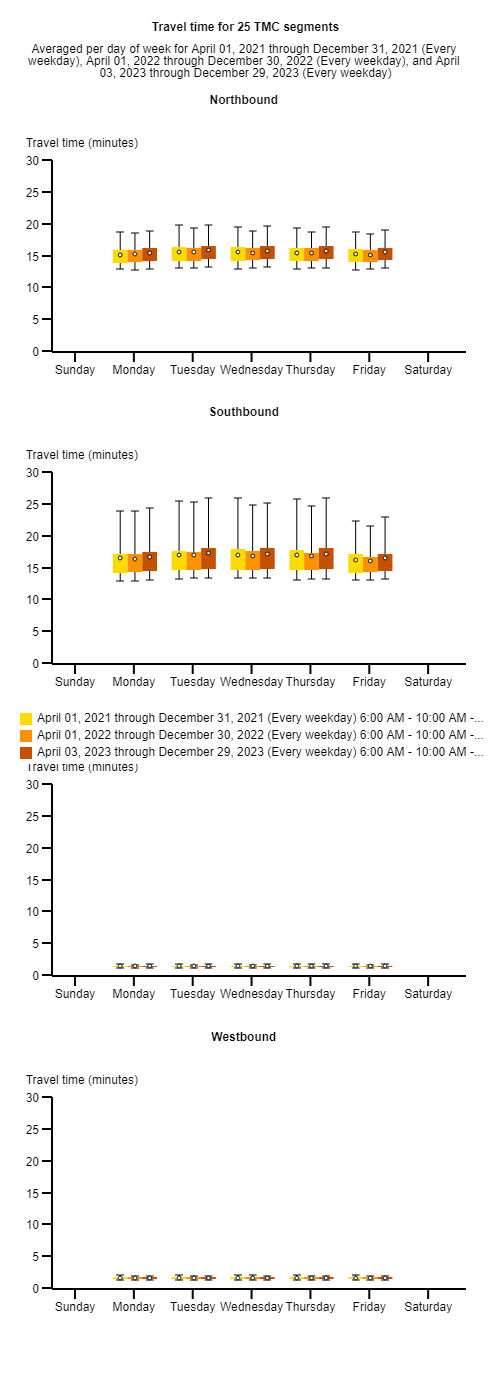 Travel time for 25 TMC segments
Averaged per day of week for April 01, 2021 through December 31, 2021 (Every
weekday), April 01, 2022 through December 30, 2022 (Every weekday), and April
03, 2023 through December 29, 2023 (Every weekday)
Northbound
Travel time (minutes)
30
25
20
15
10
5
0
Sunday Monday Tuesday Wednesday Thursday Friday Saturday
Southbound
Travel time (minutes)
30
25
20
15
10
5
0
Sunday Monday Tuesday Wednesday Thursday Friday Saturday
April 01, 2021 through December 31, 2021 (Every weekday) 6:00 AM - 10:00 AM -...
April 01, 2022 through December 30, 2022 (Every weekday) 6:00 AM - 10:00 AM -...
April 03, 2023 through December 29, 2023 (Every weekday) 6:00 AM - 10:00 AM -...
Travel time (minutes)
30
25
20
15
10
5
0
Sunday Monday Tuesday Wednesday Thursday Friday Saturday
Westbound
Travel time (minutes)
30
25
20
15
10
5
0
Sunday Monday Tuesday Wednesday Thursday Friday Saturday